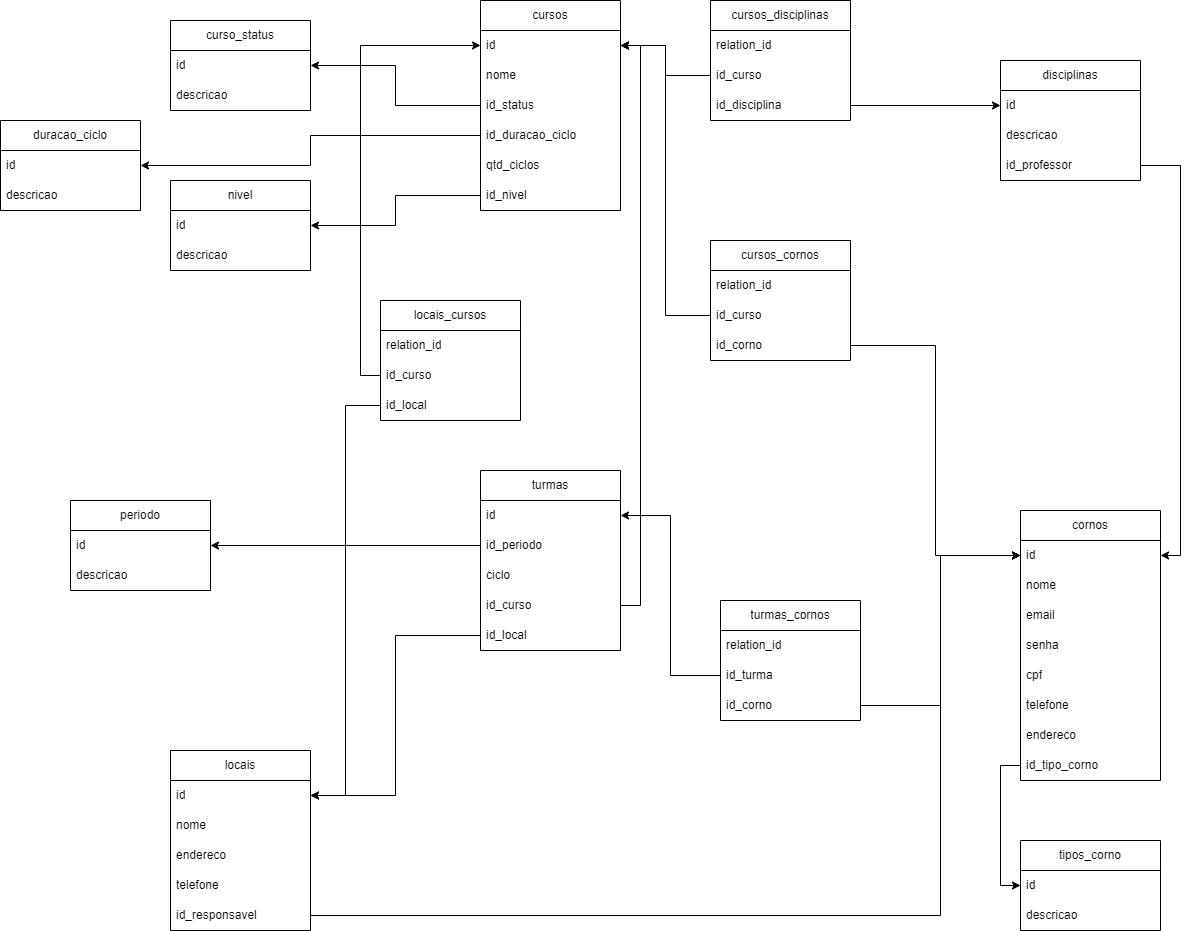 cursos
id
nome
id_status
id_duracao_ciclo
qtd_ciclos
id_nivel
cursos_disciplinas
relation_id
id_curso
id_disciplina
curso_status
id
descricao
disciplinas
id
descricao
id_professor
duracao_ciclo
id
descricao
nivel
id
descricao
cursos_cornos
relation_id
id_curso
id_corno
locais_cursos
relation_id
id_curso
id_local
turmas
id
id_periodo
ciclo
id_curso
id_local
periodo
id
descricao
cornos
id
nome
email
senha
cpf
telefone
endereco
id_tipo_corno
turmas_cornos
relation_id
id_turma
id_corno
locais
id
nome
endereco
telefone
id_responsavel
tipos_corno
id
descricao